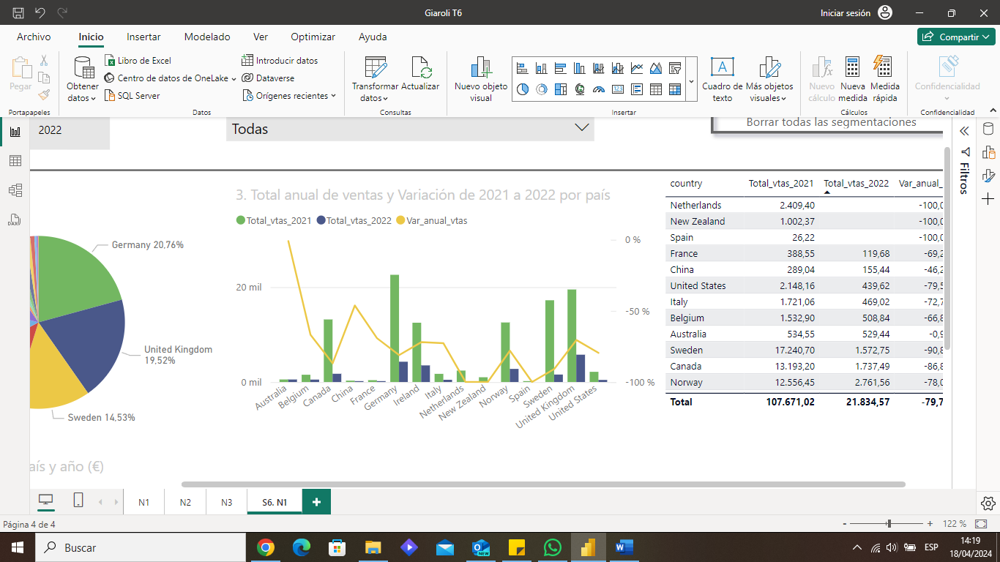 Giaroli T6
Iniciar sesión
Archivo
Inicio
Insertar
Modelado
Ver
Optimizar
Ayuda
Compartir
Pegar
Portapapeles
Obtener
datos
Libro de Excel
Centro de datos de OneLake
SQL Server
Introducir datos
Dataverse
Orígenes recientes
Datos
Transformar
datos
Actualizar
Consultas
Nuevo objeto
visual
Cuadro de
texto
Más objetos
visuales
Insertar
Nuevo
cálculo
Nueva
medida
Medida
rápida
Cálculos
Confidencialidad
Confidencialidad
2022
Todas
Borrar todas las segmentaciones
Filtros
Germany 20,76%
United Kingdom
19,52%
Sweden 14,53%
aís y año (€)
3. Total anual de ventas y Variación de 2021 a 2022 por país
Total_vtas_2021 Total_vtas_2022 Var_anual_vtas
20 mil
0 mil
0 %
-50 %
-100 %
Australia
Belgium
Canada
China
France
Germany
Ireland
Italy
Netherlands
New Zealand
Norway
Spain
Sweden
United Kingdom
United States
country Total_vtas_2021 Total_vtas_2022 Var_anual_
Netherlands 2.409,40 -100,0
New Zealand 1.002,37 -100,0
Spain 26,22 -100,0
France 388,55 119,68 -69,2
China 289,04 155,44 -46,2
United States 2.148,16 439,62 -79,5
Italy 1.721,06 469,02 -72,7
Belgium 1.532,90 508,84 -66,8
Australia 534,55 529,44 -0,9
Sweden 17.240,70 1.572,75 -90,8
Canada 13.193,20 1.737,49 -86,8
Norway 12.556,45 2.761,56 -78,0
Total 107.671,02 21.834,57 -79,7
N1
N2
N3
S6. N1
Página 4 de 4
122 %
Buscar
ESP
14:19
18/04/2024